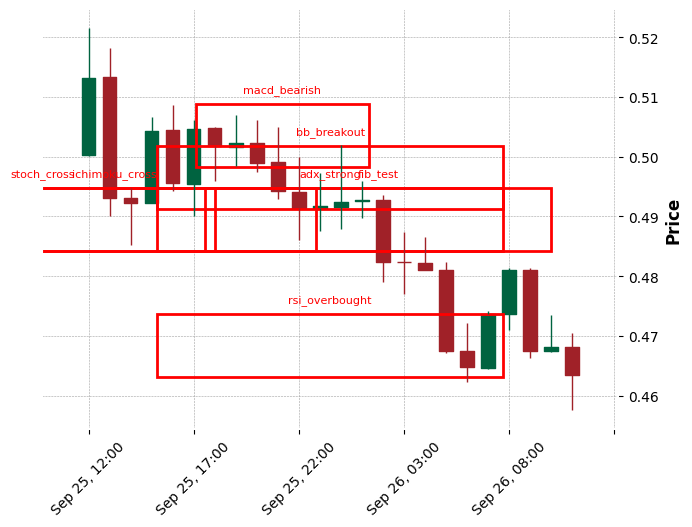 0.52
macd_bearish
0.51
bb_breakout
0.50
stoch_cross ichimoku_cross adx_strong fib_test
0.49
0.48
rsi_overbought
0.47
0.46
Price
Sep 25, 12:00
Sep 25, 17:00
Sep 25, 22:00
Sep 26, 03:00
Sep 26, 08:00